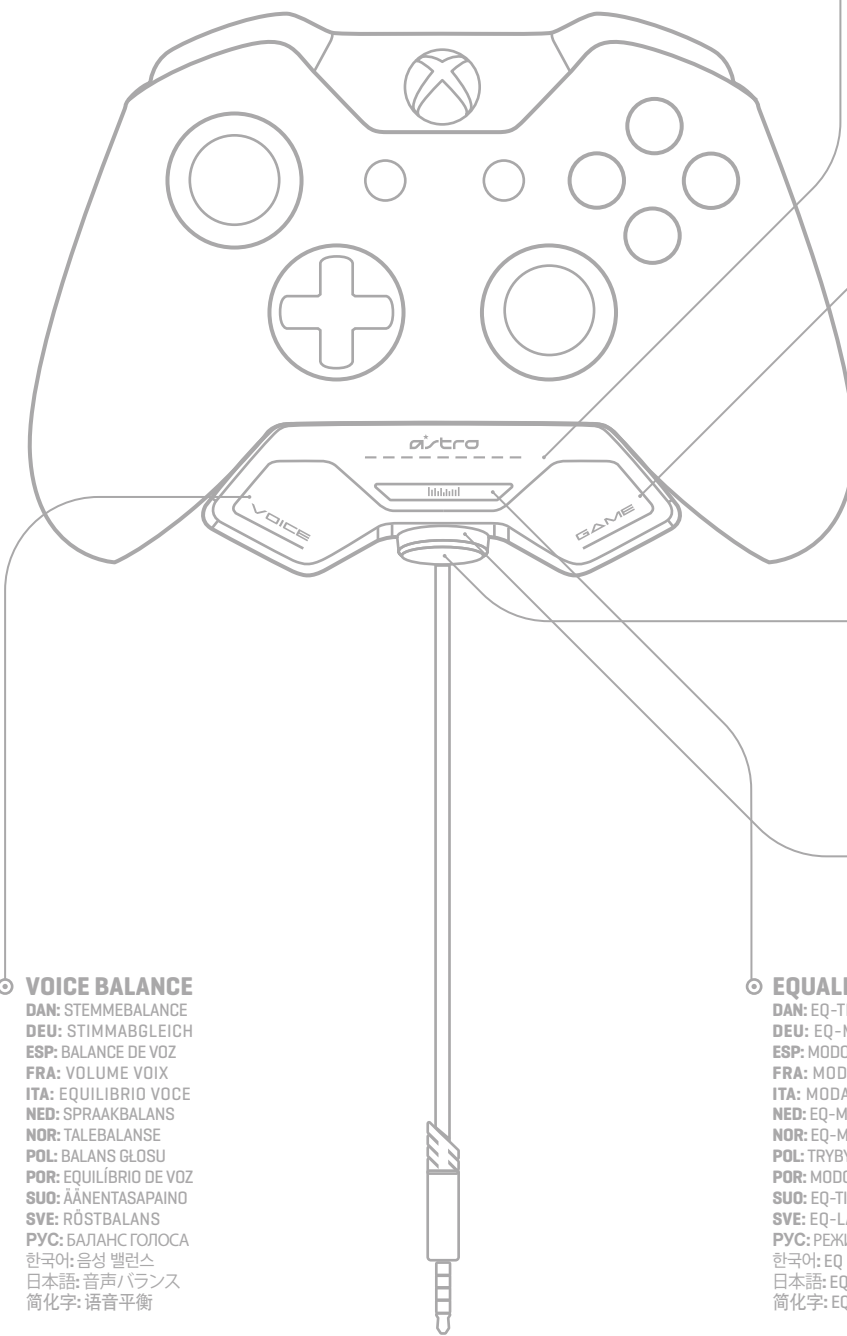 astro
VOICE
GAME
VOICE BALANCE
DAN: STEMMEBALANCE
DEU: STIMMABGLEICH
ESP: BALANCE DE VOZ
FRA: VOLUME VOIX
ITA: EQUILIBRIO VOCE
NED: SPRAAKBALANS
NOR: TALEBALANSE
POL: BALANS GŁOSU
POR: EQUILÍBRIO DE VOZ
SUO: ÄÄNENTASAPAINO
SVE: RÖSTBALANS
РУС: БАЛАНС ГОЛОСА
한국어: 음성 밸런스
日本語: 音声バランス
简化字: 语音平衡
DAN:
DEU:
ESP: MODO
FRA:
ITA:
NED:
NOR:
POL: TRYBY
POR: MODO
SUO:
SVE:
РУС:
한국어: EQ
日本語: EQ
简化字: EQ